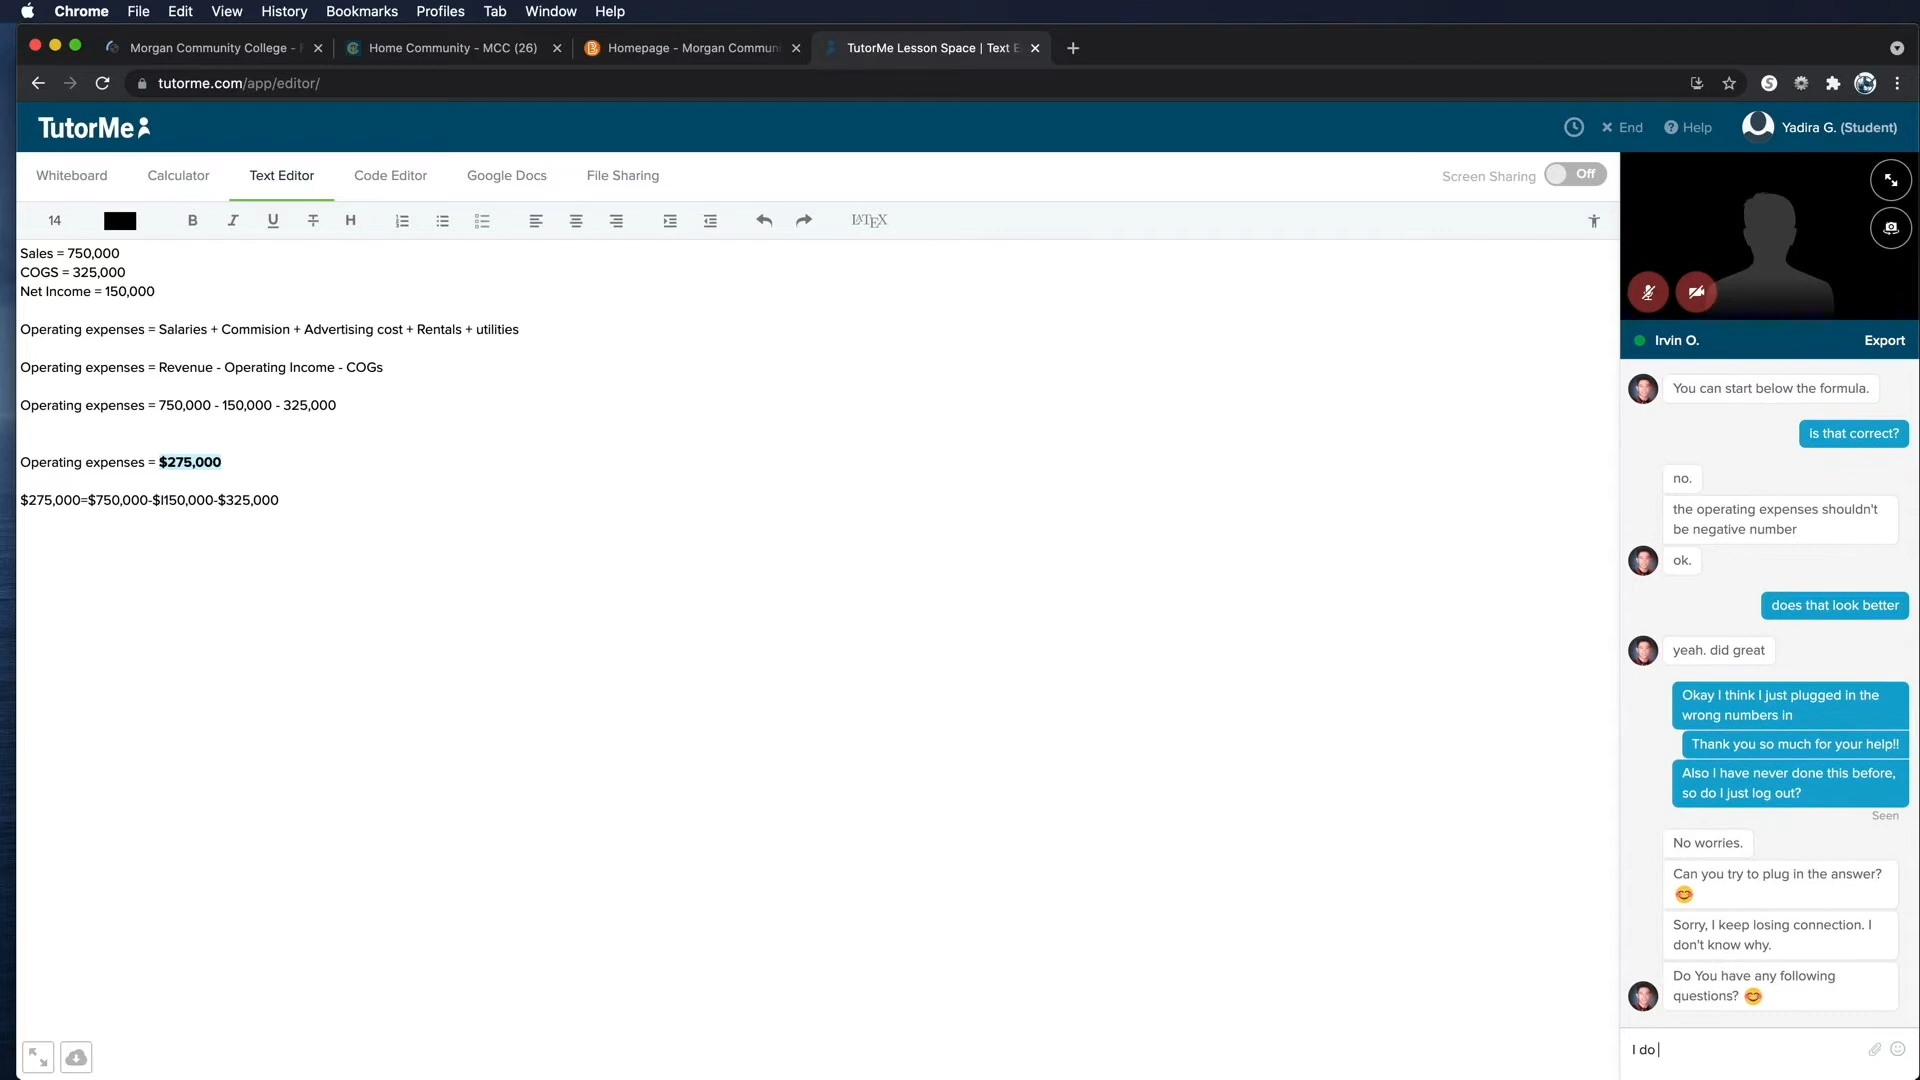 Chrome File Edit View History Bookmarks Profiles Tab Window Help
Morgan Community College -
Home Community - MCC (26)
Homepage - Morgan Commun
TutorMe Lesson Space | Text E
tutorme.com/app/editor/
TutorMe
End
Help
Yadira G. (Student)
Whiteboard
Calculator
Text Editor
Code Editor
Google Docs
File Sharing
Screen Sharing
Off
14
B I U T H
LATEX
Sales = 750,000
COGS = 325,000
Net Income = 150,000
Operating expenses = Salaries + Commision + Advertising cost + Rentals + utilities
Operating expenses = Revenue - Operating Income - COGs
Operating expenses = 750,000 - 150,000 - 325,000
Operating expenses = $275,000
$275,000=$750,000-$l150,000-$325,000
Irvin O.
Export
You can start below the formula.
is that correct?
no.
the operating expenses shouldn't
be negative number
ok.
does that look better
yeah. did great
Okay I think I just plugged in the
wrong numbers in
Thank you so much for your help!!
Also I have never done this before,
so do I just log out?
Seen
No worries.
Can you try to plug in the answer?
😊
Sorry, I keep losing connection. I
don't know why.
Do You have any following
questions? 😊
I do